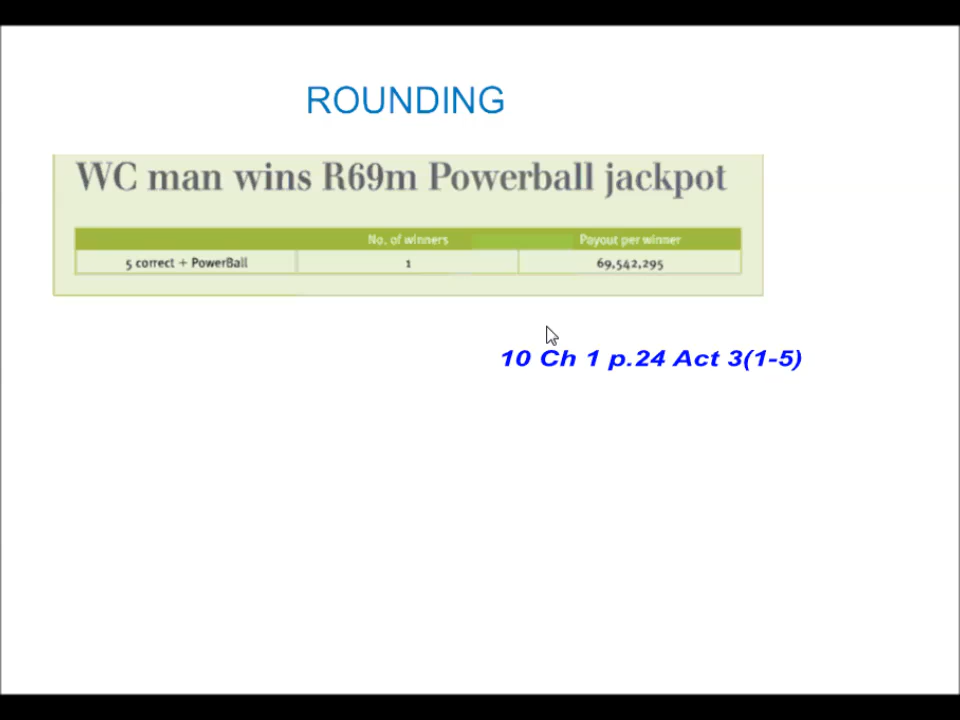 ROUNDING
WC man wins R69m Powerball jackpot
No. of winners Payout per winner
5 correct + PowerBall 1 69,542,295
10 Ch 1 p.24 Act 3(1-5)